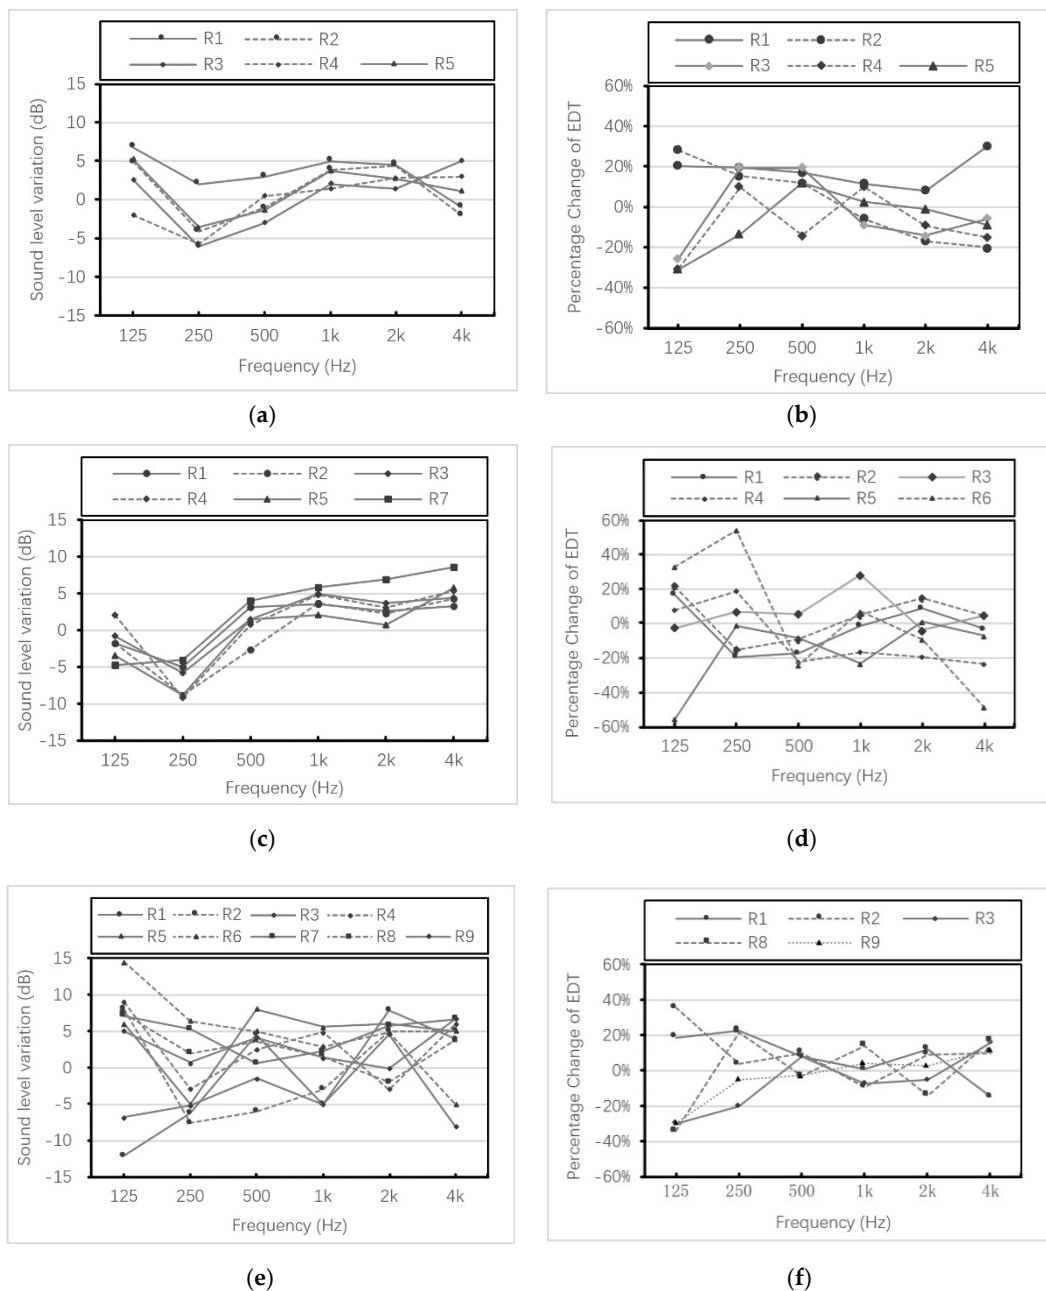 R1 R2
R3 R4 R5
15
10
5
0
-5
-10
-15
Sound level variation (dB)
125 250 500 1k 2k 4k
Frequency (Hz)
(a)
R1 R2
R3 R4 R5
60%
40%
20%
0%
-20%
-40%
-60%
Percentage Change of EDT
125 250 500 1k 2k 4k
Frequency (Hz)
(b)
R1 R2 R3
R4 R5 R7
15
10
5
0
-5
-10
-15
Sound level variation (dB)
125 250 500 1k 2k 4k
Frequency (Hz)
(c)
R1 R2 R3
R4 R5 R6
60%
40%
20%
0%
-20%
-40%
-60%
Percentage Change of EDT
125 250 500 1k 2k 4k
Frequency (Hz)
(d)
R1 R2 R3 R4
R5 R6 R7 R8 R9
15
10
5
0
-5
-10
-15
Sound level variation (dB)
125 250 500 1k 2k 4k
Frequency (Hz)
(e)
R1 R2 R3
R8 R9
60%
40%
20%
0%
-20%
-40%
-60%
Percentage Change of EDT
125 250 500 1k 2k 4k
Frequency (Hz)
(f)